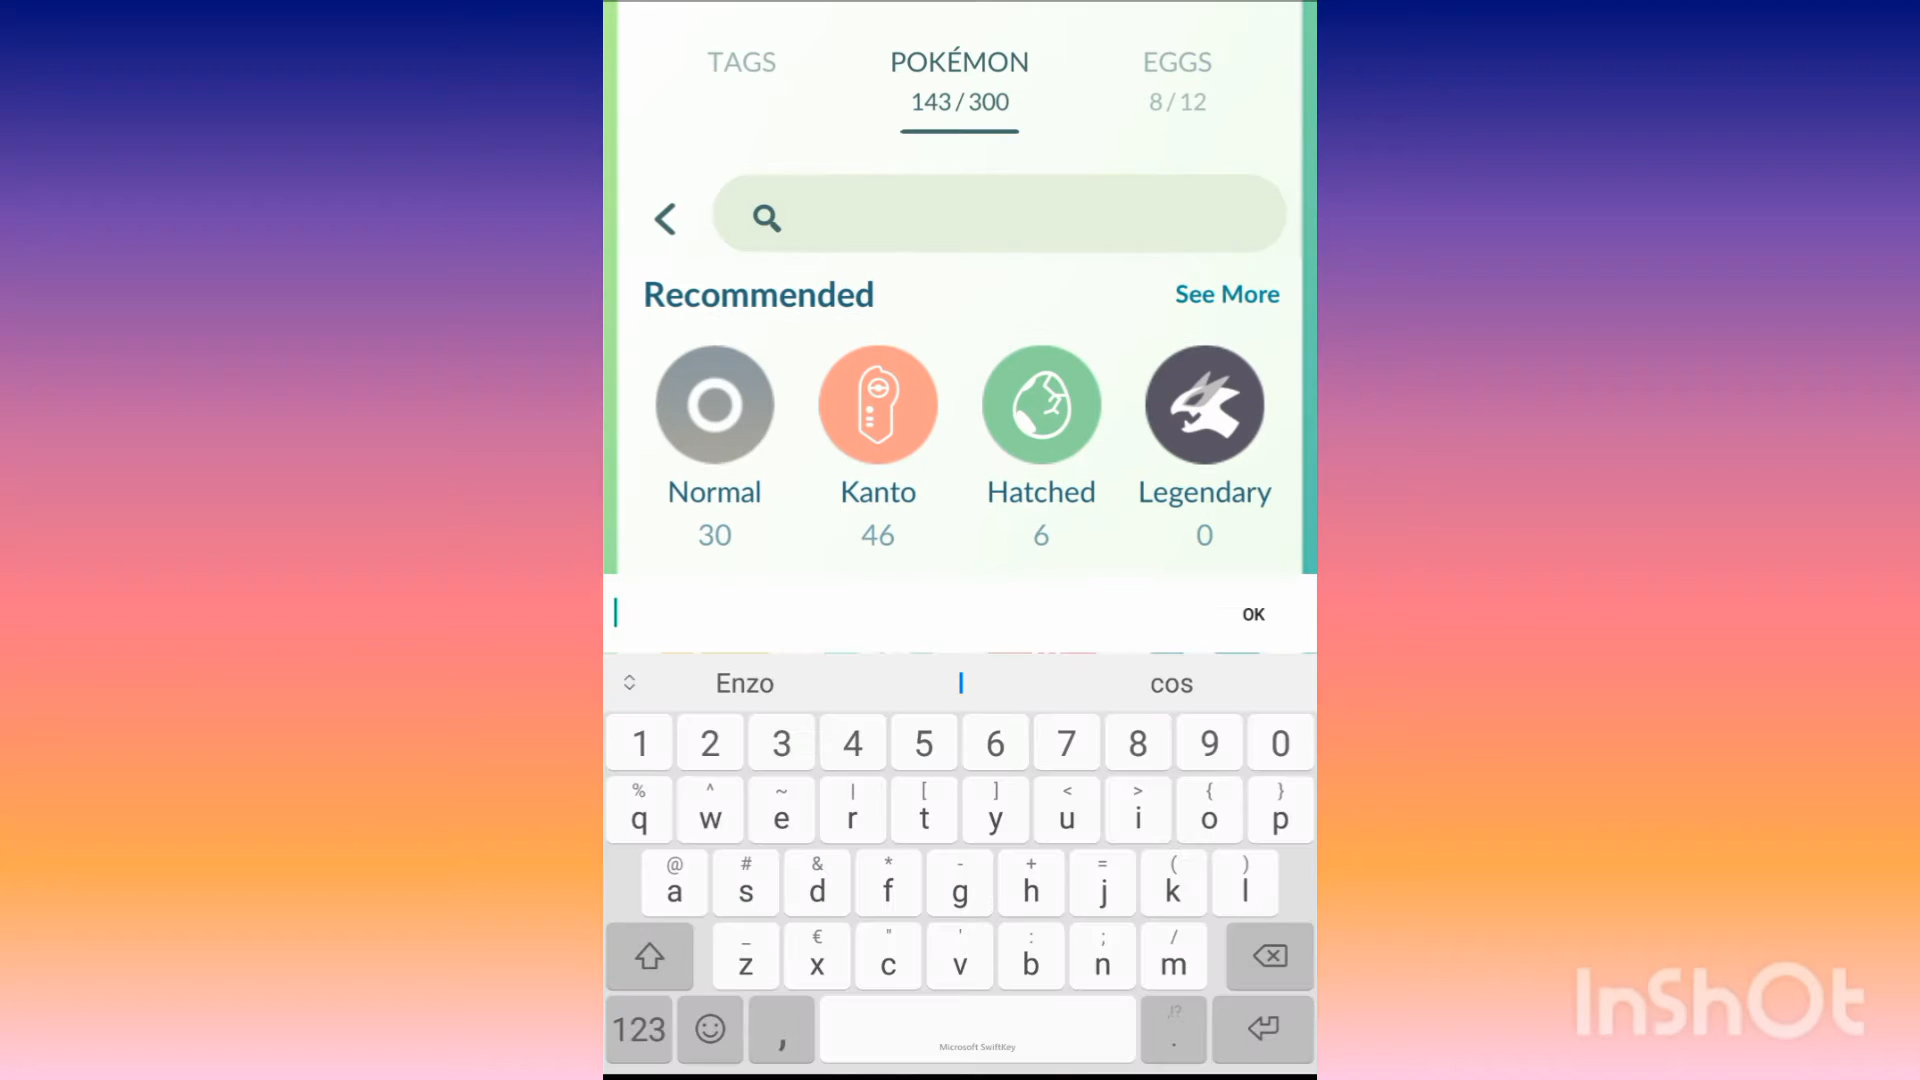 TAGS POKÉMON EGGS
143 / 300 8 / 12
Recommended See More
Normal Kanto Hatched Legendary
30 46 6 0
OK
Enzo cos
1 2 3 4 5 6 7 8 9 0
% ^ ~ | [ ] < > { }
q w e r t y u i o p
@ # & * - + = ( )
a s d f g h j k l
_ € " ' : ; /
z x c v b n m
123 , ,!? .
Microsoft SwiftKey
InShOt